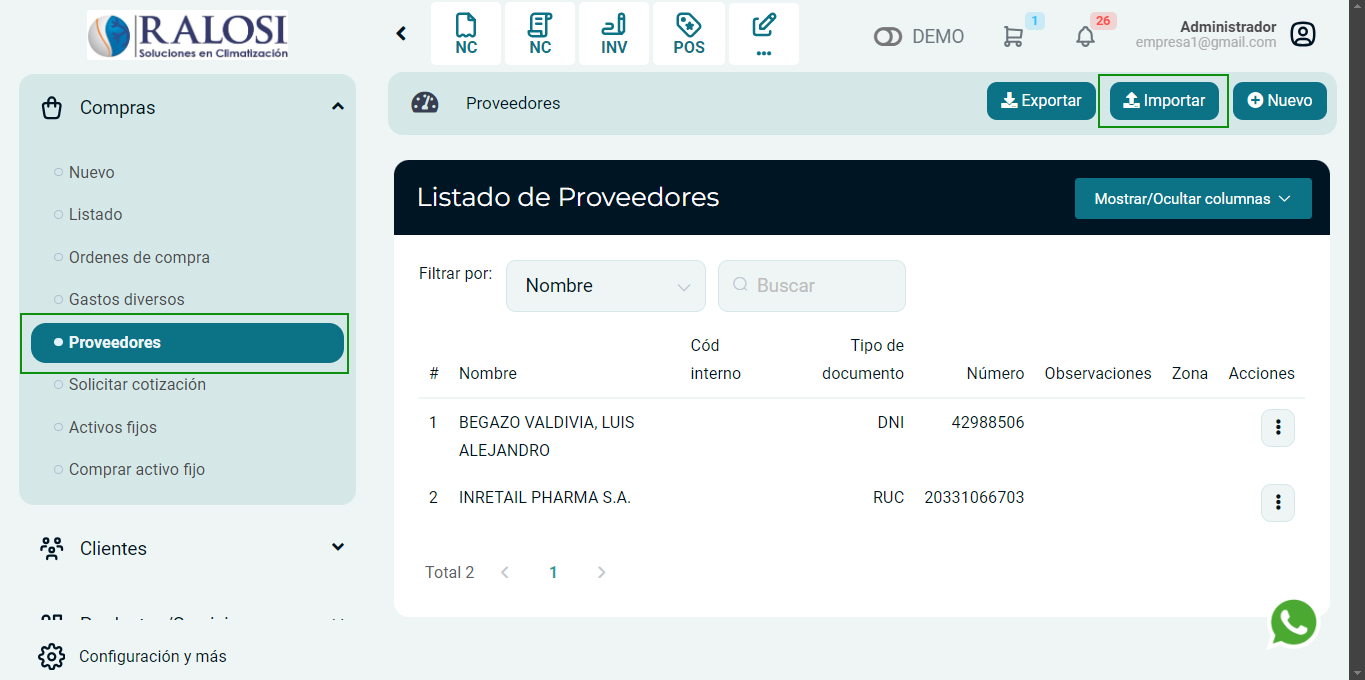 RALOSI
Soluciones en Climatización
NC
NC
INV
POS
...
DEMO
1
26
Administrador
empresa1@gmail.com
Compras
Nuevo
Listado
Ordenes de compra
Gastos diversos
Proveedores
Solicitar cotización
Activos fijos
Comprar activo fijo
Clientes
Configuración y más
Proveedores
Exportar
Importar
Nuevo
Listado de Proveedores
Mostrar/Ocultar columnas
Filtrar por:
Nombre
Buscar
# Nombre Cód interno Tipo de documento Número Observaciones Zona Acciones
1 BEGAZO VALDIVIA, LUIS ALEJANDRO DNI 42988506
2 INRETAIL PHARMA S.A. RUC 20331066703
Total 2 1